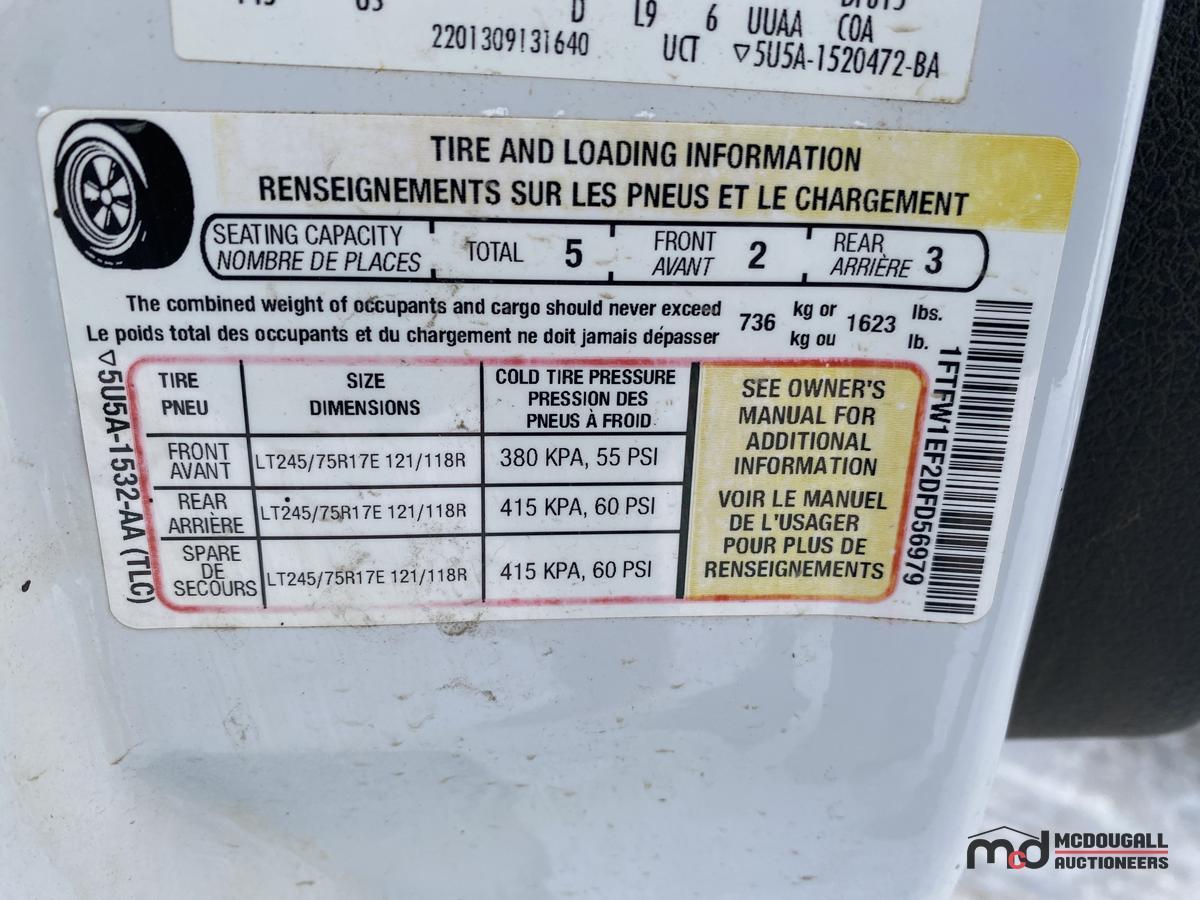 D L9 6 UUAA COA
2201309131640 UCT ▽5U5A-1520472-BA
TIRE AND LOADING INFORMATION
RENSEIGNEMENTS SUR LES PNEUS ET LE CHARGEMENT
SEATING CAPACITY
NOMBRE DE PLACES
TOTAL 5
FRONT
AVANT 2
REAR
ARRIÈRE 3
The combined weight of occupants and cargo should never exceed
Le poids total des occupants et du chargement ne doit jamais dépasser
736
kg or
kg ou
1623
lbs.
lb.
▽5U5A-1532-AA (TLC)
TIRE
PNEU
SIZE
DIMENSIONS
COLD TIRE PRESSURE
PRESSION DES
PNEUS À FROID
FRONT
AVANT
LT245/75R17E 121/118R
380 KPA, 55 PSI
REAR
ARRIÈRE
LT245/75R17E 121/118R
415 KPA, 60 PSI
SPARE
DE
SECOURS
LT245/75R17E 121/118R
415 KPA, 60 PSI
SEE OWNER'S
MANUAL FOR
ADDITIONAL
INFORMATION
VOIR LE MANUEL
DE L'USAGER
POUR PLUS DE
RENSEIGNEMENTS
1FTFW1EF2DFD56979
mcd MCDOUGALL
AUCTIONEERS